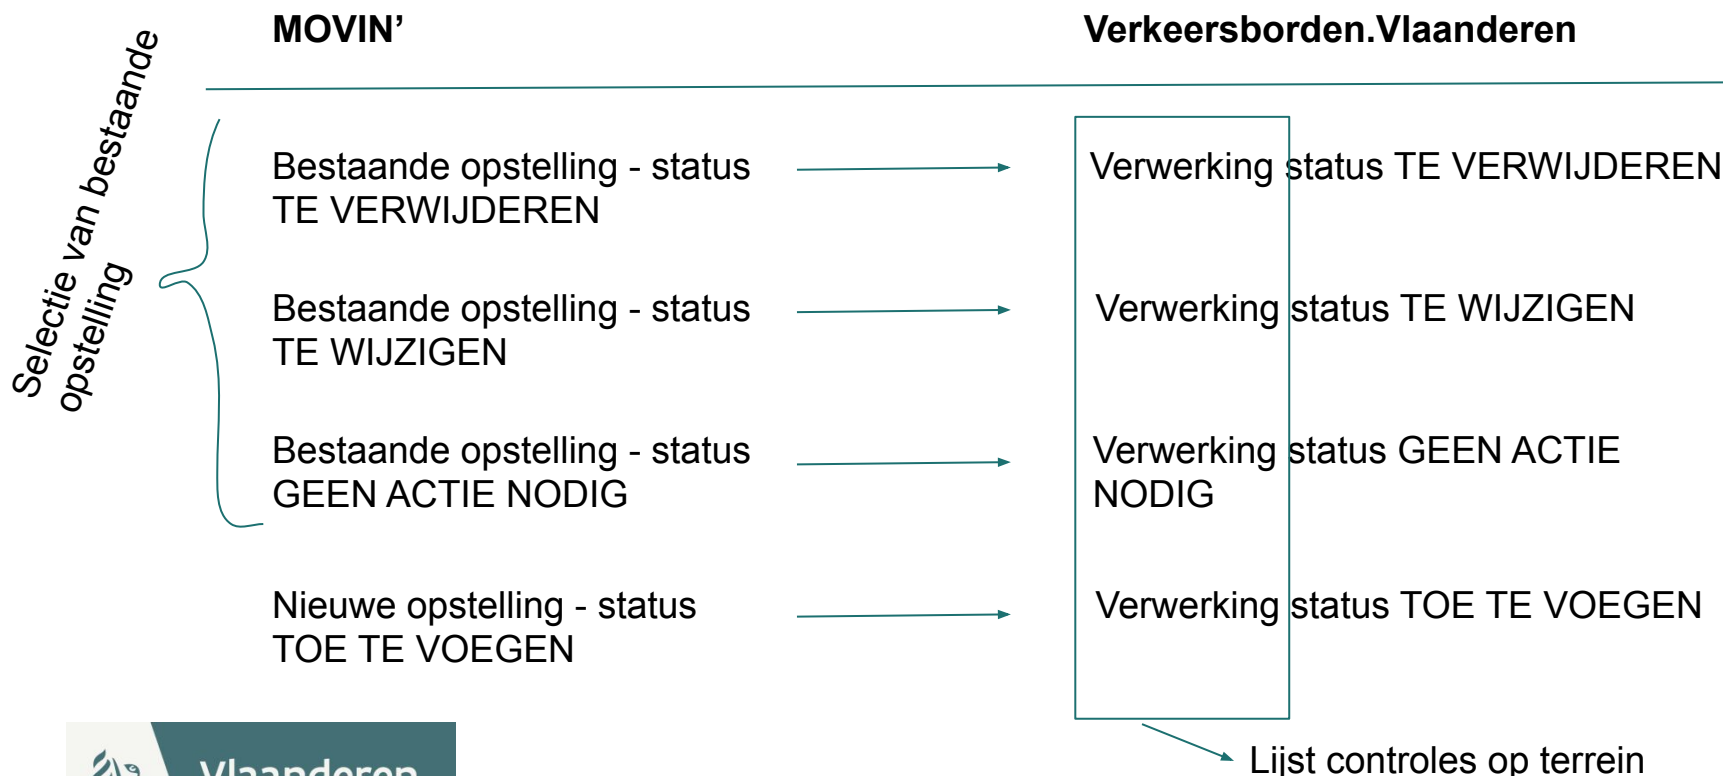 MOVIN’
Verkeersborden.Vlaanderen
Selectie van bestaande
opstelling
Bestaande opstelling - status
TE VERWIJDEREN
Verwerking status TE VERWIJDEREN
Bestaande opstelling - status
TE WIJZIGEN
Verwerking status TE WIJZIGEN
Bestaande opstelling - status
GEEN ACTIE NODIG
Verwerking status GEEN ACTIE
NODIG
Nieuwe opstelling - status
TOE TE VOEGEN
Verwerking status TOE TE VOEGEN
Lijst controles op terrein
Vlaanderen